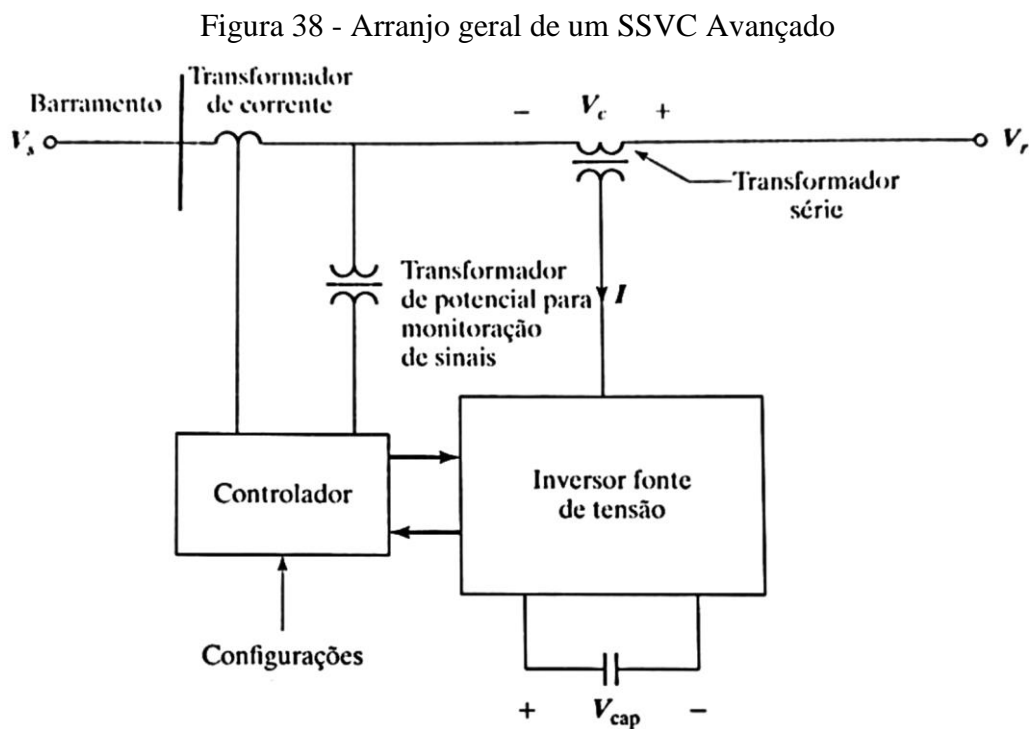 Figura 38 - Arranjo geral de um SSVC Avançado
Transformador
de corrente
Barramento
V_s
− V_c +
V_r
Transformador
série
Transformador
de potencial para
monitoração
de sinais
I
Controlador
Inversor fonte
de tensão
Configurações
+ V_cap −